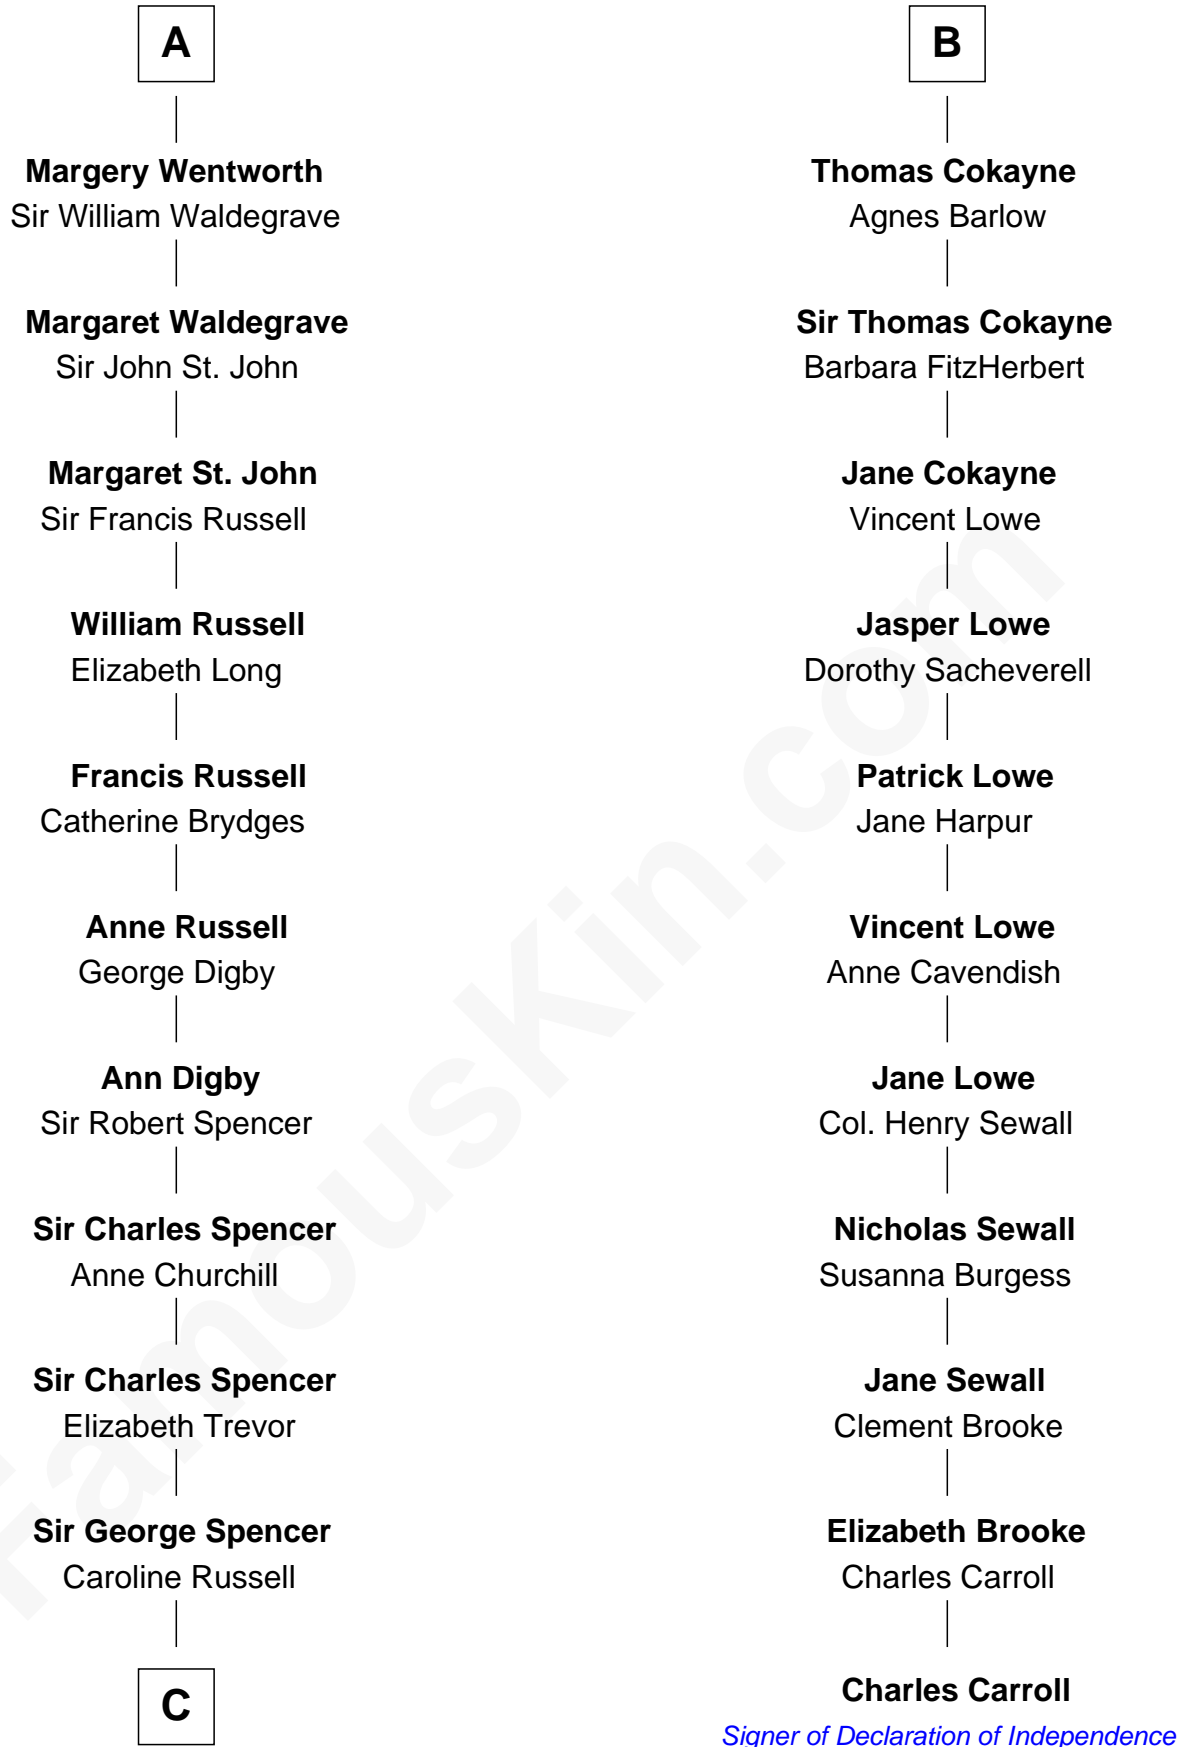 A
Margery Wentworth
Sir William Waldegrave
Margaret Waldegrave
Sir John St. John
Margaret St. John
Sir Francis Russell
William Russell
Elizabeth Long
Francis Russell
Catherine Brydges
Anne Russell
George Digby
Ann Digby
Sir Robert Spencer
Sir Charles Spencer
Anne Churchill
Sir Charles Spencer
Elizabeth Trevor
Sir George Spencer
Caroline Russell
C
B
Thomas Cokayne
Agnes Barlow
Sir Thomas Cokayne
Barbara FitzHerbert
Jane Cokayne
Vincent Lowe
Jasper Lowe
Dorothy Sacheverell
Patrick Lowe
Jane Harpur
Vincent Lowe
Anne Cavendish
Jane Lowe
Col. Henry Sewall
Nicholas Sewall
Susanna Burgess
Jane Sewall
Clement Brooke
Elizabeth Brooke
Charles Carroll
Charles Carroll
Signer of Declaration of Independence
FamousKin.com